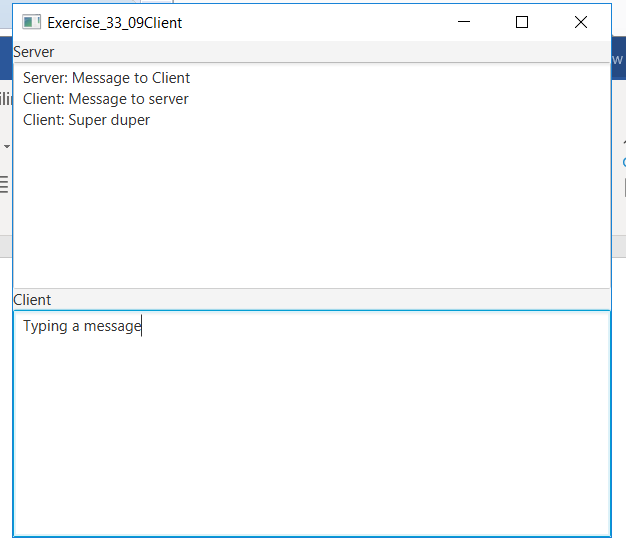 Exercise_33_09Client
Server
Server: Message to Client
Client: Message to server
Client: Super duper
Client
Typing a message